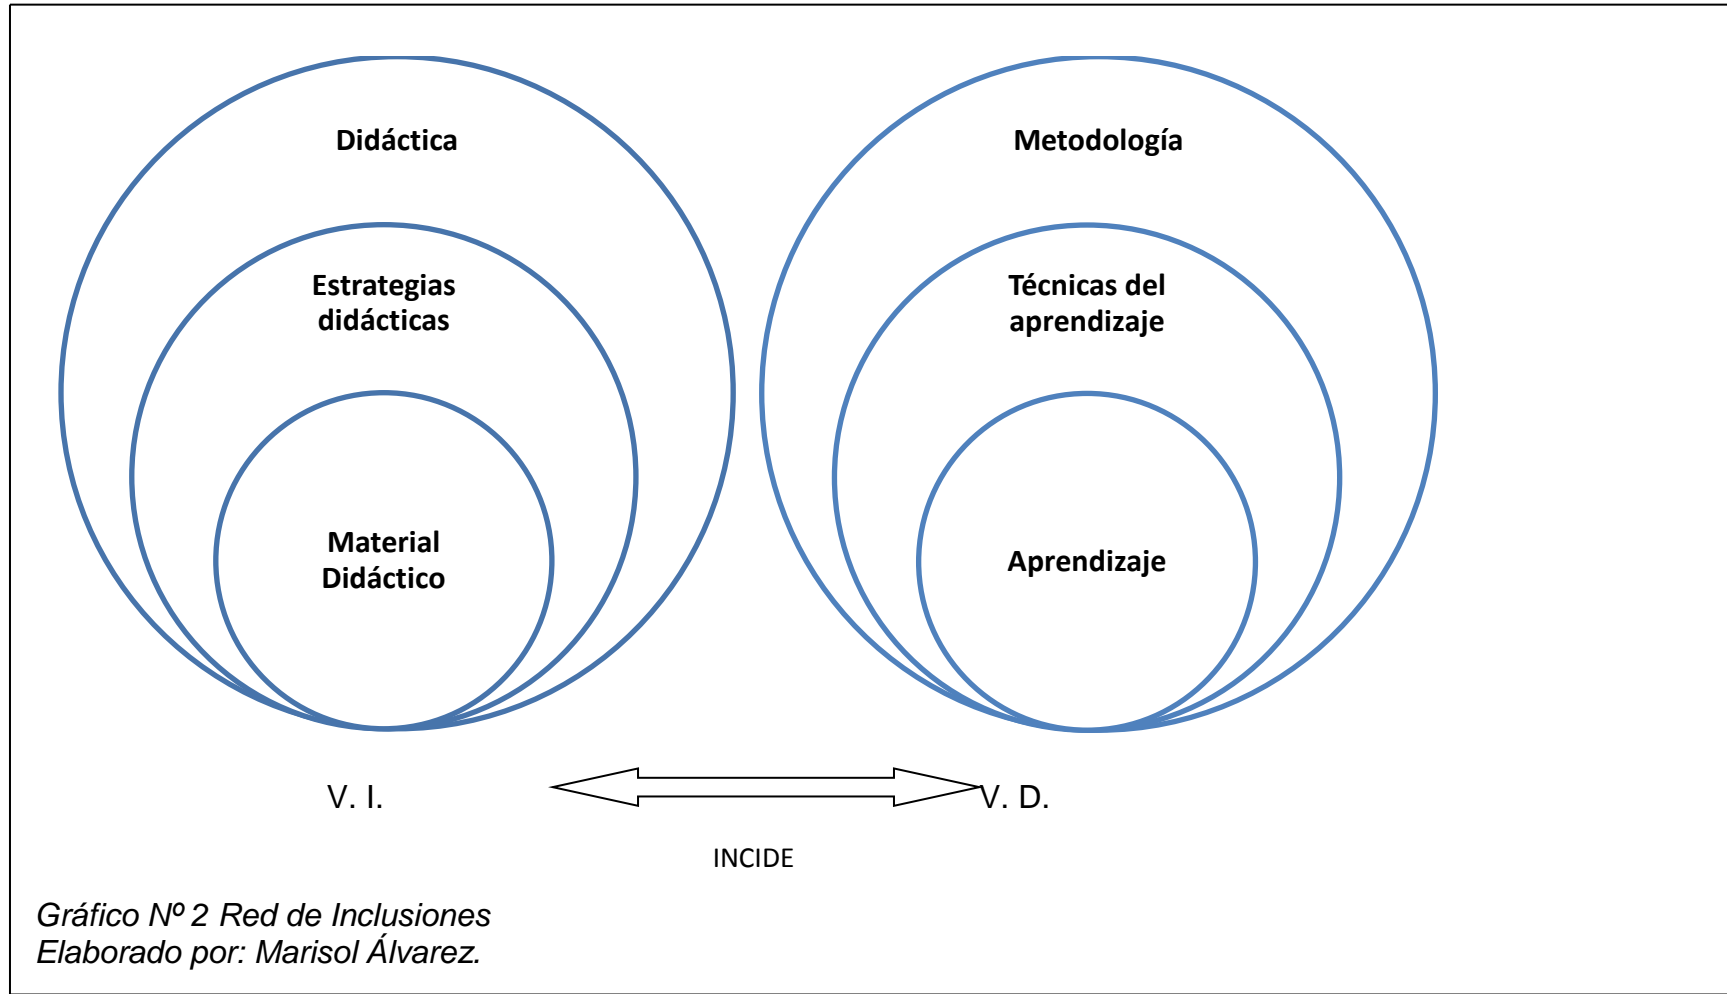 Didáctica
Estrategias
didácticas
Material
Didáctico
Metodología
Técnicas del
aprendizaje
Aprendizaje
V. I.
V. D.
INCIDE
Gráfico Nº 2 Red de Inclusiones
Elaborado por: Marisol Álvarez.